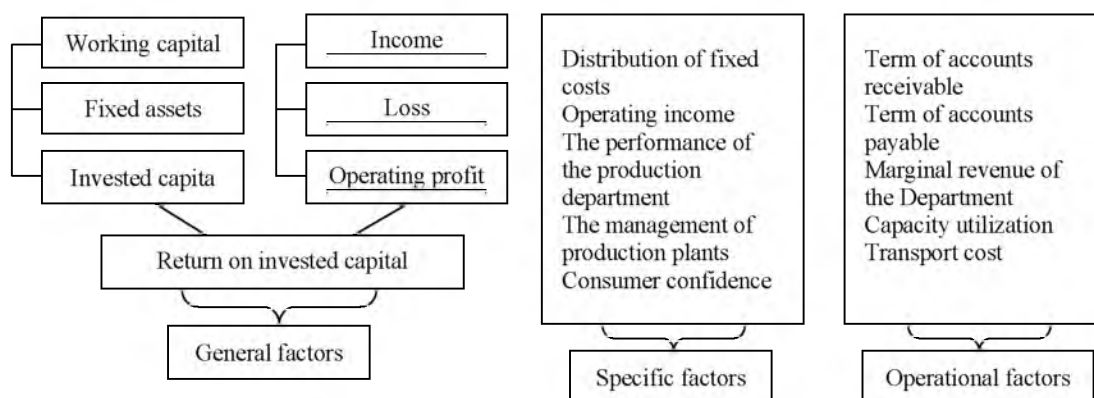 Working capital
Fixed assets
Invested capita
Income
Loss
Operating profit
Return on invested capital
General factors
Distribution of fixed
costs
Operating income
The performance of
the production
department
The management of
production plants
Consumer confidence
Specific factors
Term of accounts
receivable
Term of accounts
payable
Marginal revenue of
the Department
Capacity utilization
Transport cost
Operational factors